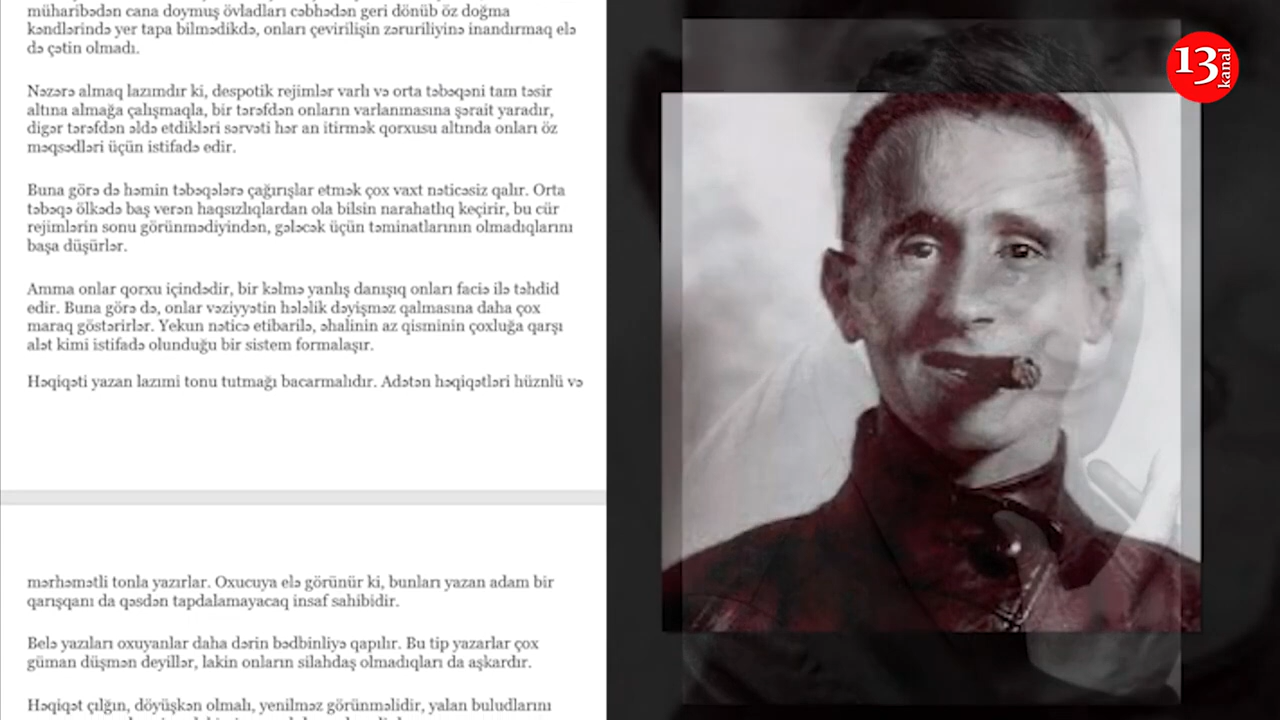 müharibədən cana doymuş övladları cəbhədən geri dönüb öz doğma
kəndlərində yer tapa bilmədikdə, onları çevirilişin zəruriliyinə inandırmaq elə
də çətin olmadı.
Nəzərə almaq lazımdır ki, despotik rejimlər varlı və orta təbəqəni tam təsir
altına almağa çalışmaqla, bir tərəfdən onların varlanmasına şərait yaradır,
digər tərəfdən əldə etdikləri sərvəti hər an itirmək qorxusu altında onları öz
məqsədləri üçün istifadə edir.
Buna görə də həmin təbəqələrə çağırışlar etmək çox vaxt nəticəsiz qalır. Orta
təbəqə ölkədə baş verən haqsızlıqlardan ola bilsin narahatlıq keçirir, bu cür
rejimlərin sonu görünmədiyindən, gələcək üçün təminatlarının olmadıqlarını
başa düşürlər.
Amma onlar qorxu içindədir, bir kəlmə yanlış danışıq onları faciə ilə təhdid
edir. Buna görə də, onlar vəziyyətin hələlik dəyişməz qalmasına daha çox
maraq göstərirlər. Yekun nəticə etibarilə, əhalinin az qisminin çoxluğa qarşı
alət kimi istifadə olunduğu bir sistem formalaşır.
Həqiqəti yazan lazımi tonu tutmağı bacarmalıdır. Adətən həqiqətləri hüznlü və
mərhəmətli tonla yazırlar. Oxucuya elə görünür ki, bunları yazan adam bir
qarışqanı da qəsdən tapdalamayacaq insaf sahibidir.
Belə yazıları oxuyanlar daha dərin bədbinliyə qapılır. Bu tip yazarlar çox
güman düşmən deyillər, lakin onların silahdaş olmadıqları da aşkardır.
Həqiqət çılğın, döyüşkən olmalı, yenilməz görünməlidir, yalan buludlarını
13
kanal